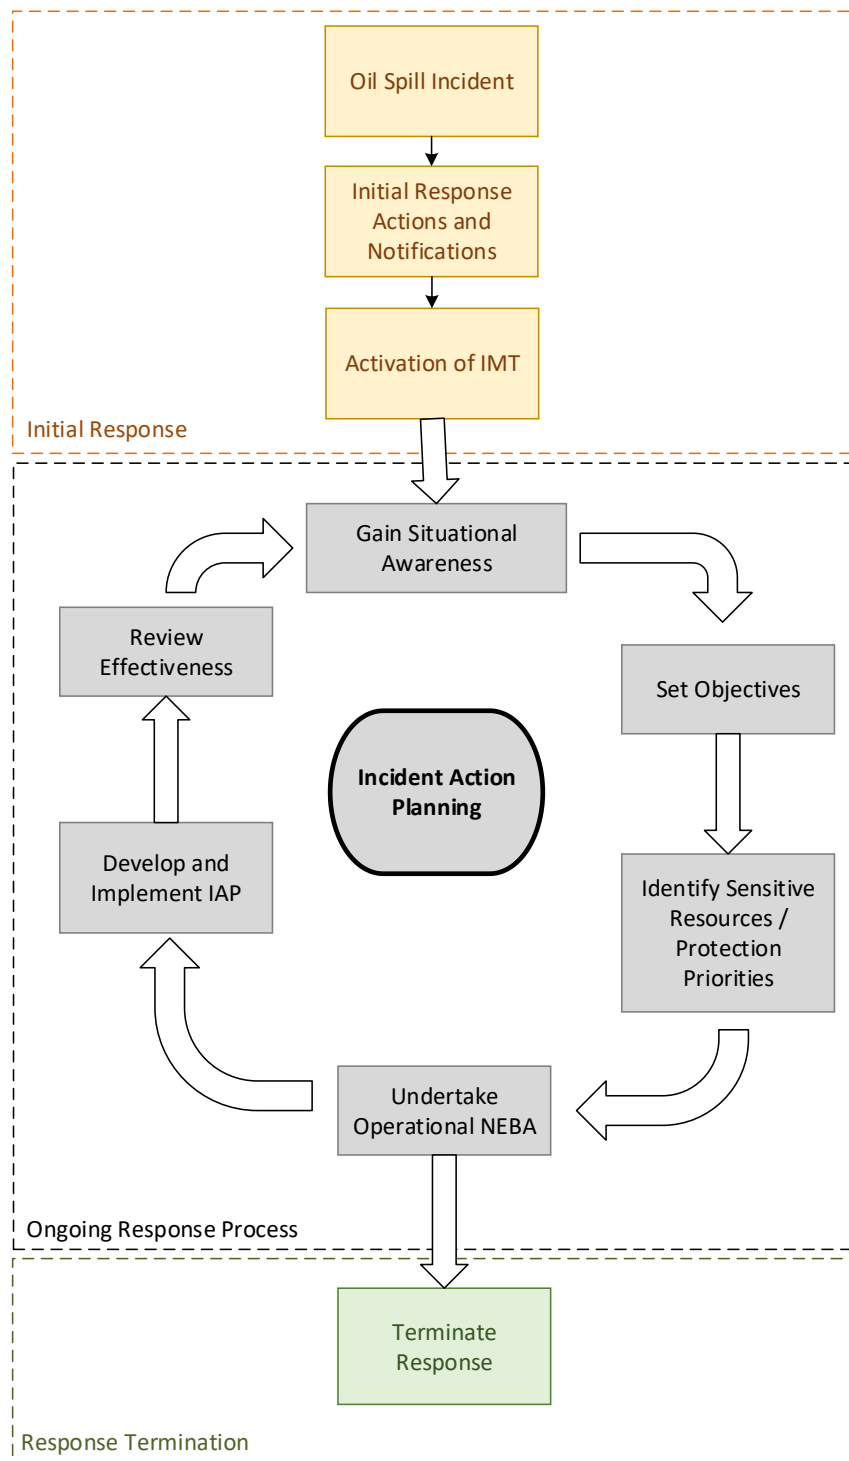 Oil Spill Incident
Initial Response
Actions and
Notifications
Activation of IMT
Initial Response
Gain Situational
Awareness
Set Objectives
Identify Sensitive
Resources /
Protection
Priorities
Undertake
Operational NEBA
Develop and
Implement IAP
Review
Effectiveness
Incident Action
Planning
Ongoing Response Process
Terminate
Response
Response Termination